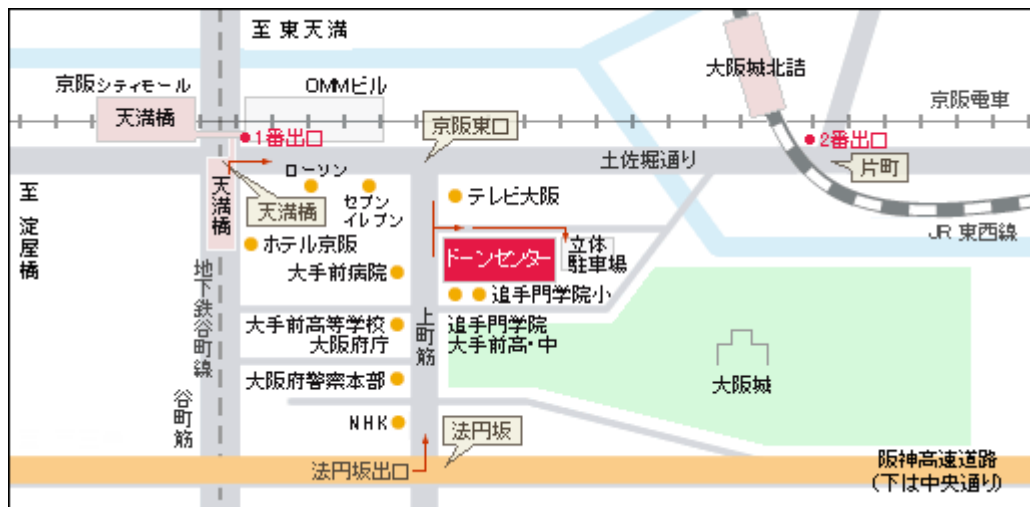 至 東天満
京阪シティモール
OMMビル
大阪城北詰
京阪電車
天満橋
1番出口
京阪東口
2番出口
土佐堀通り
片町
ローソン
至 淀屋橋
天満橋
天満橋
セブン
イレブン
テレビ大阪
JR 東西線
ホテル京阪
ドーンセンター
立体
駐車場
大手前病院
追手門学院小
地下鉄谷町線
上町筋
大手前高等学校
大阪府庁
追手門学院
大手前高・中
大阪城
大阪府警察本部
谷町筋
NHK
法円坂
法円坂出口
阪神高速道路
(下は中央通り)